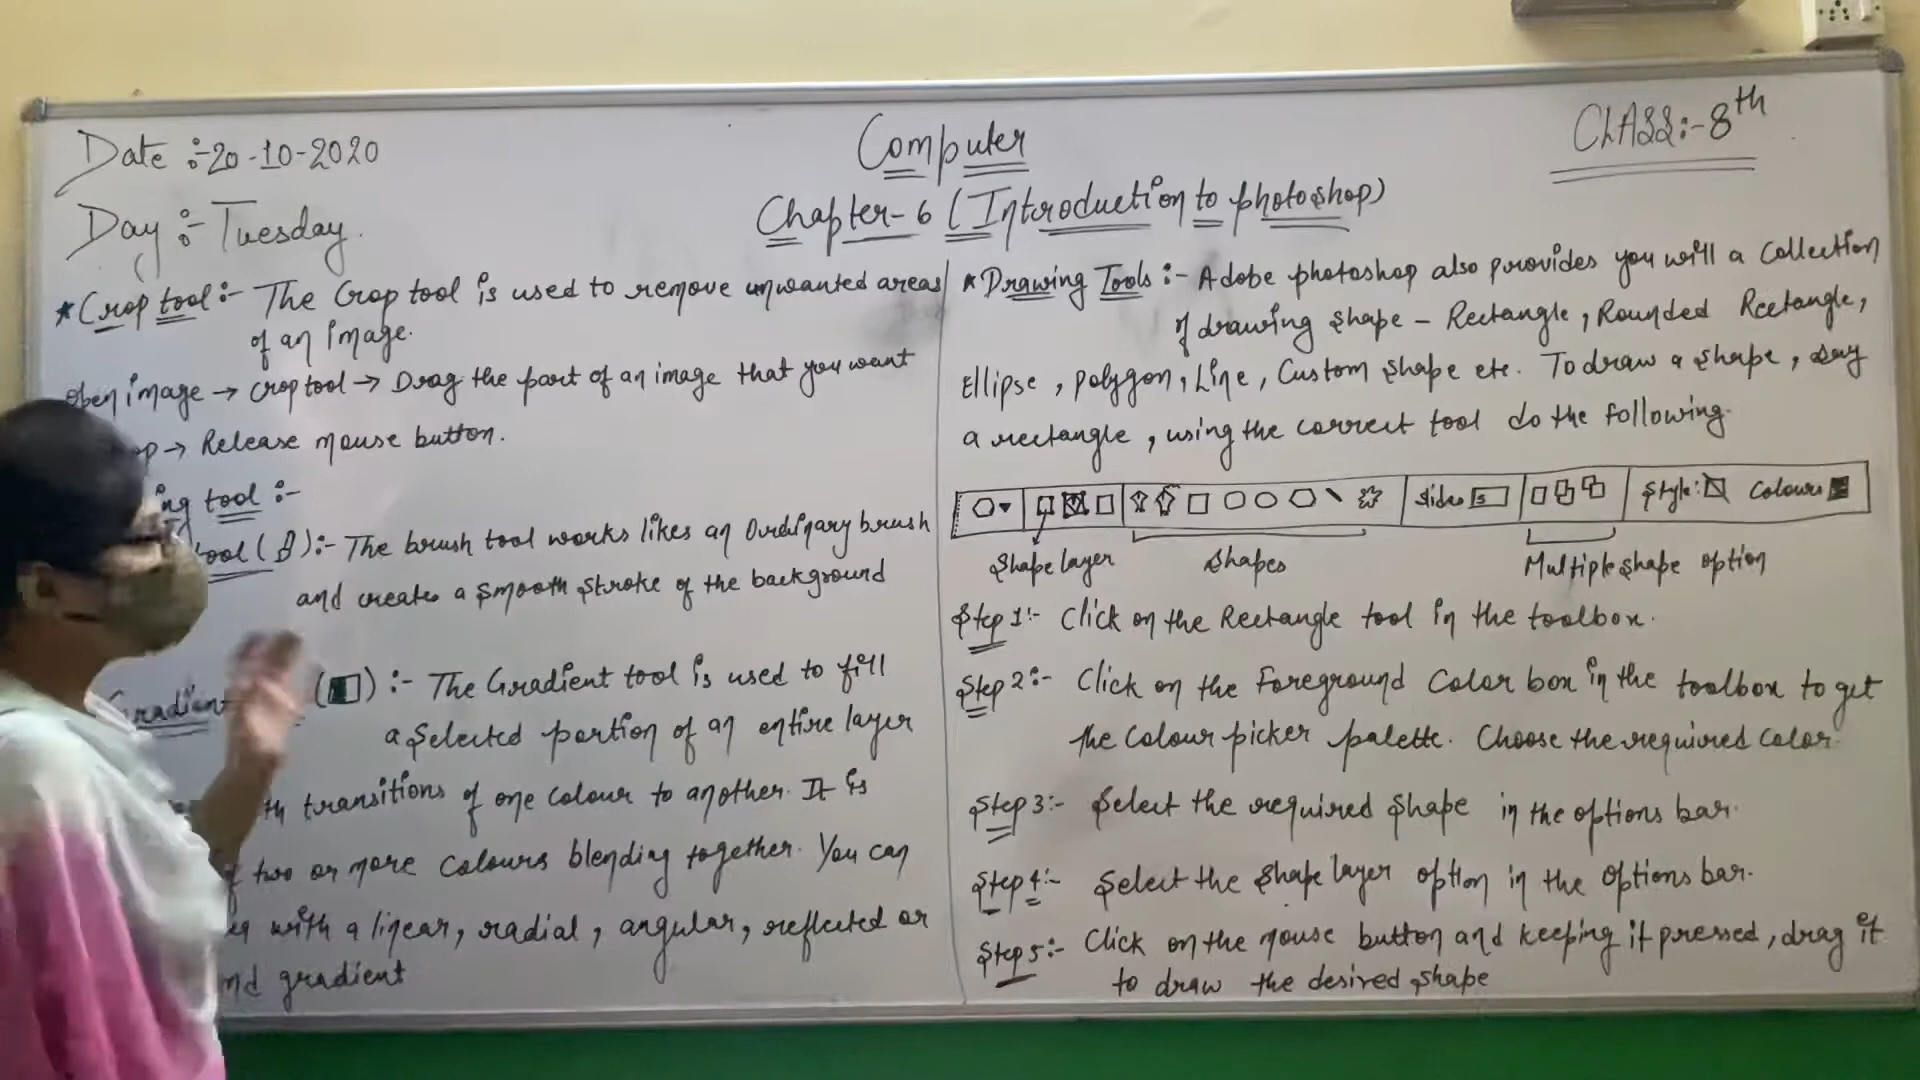 Date :- 20-10-2020
Day :- Tuesday.
Computer
Chapter-6 (Introduction to photoshop)
CLASS:- 8th
* Crop tool :- The Crop tool is used to remove unwanted areas
of an image.
Open image → crop tool → Drag the part of an image that you want
→ Release mouse button.
tool :-
tool ( ) :- The brush tool works likes an Ordinary brush
and creates a smooth stroke of the background
Gradient ( ) :- The Gradient tool is used to fill
a selected portion of an entire layer
transitions of one colour to another. It is
two or more colours blending together. You can
with a linear, radial, angular, reflected or
gradient
* Drawing Tools :- Adobe photoshop also provides you will a Collection
of drawing shape - Rectangle, Rounded Rectangle,
Ellipse, polygon, Line, Custom shape etc. To draw a shape, say
a rectangle, using the correct tool do the following.
sides 5 Style: Colours
Shape layer Shapes Multiple shape option
Step 1:- Click on the Rectangle tool in the toolbox.
Step 2:- Click on the Foreground Color box in the toolbox to get
the Colour picker palette. Choose the required color.
Step 3:- Select the required shape in the options bar.
Step 4:- Select the shape layer option in the options bar.
Step 5:- Click on the mouse button and keeping it pressed, drag it
to draw the desired shape